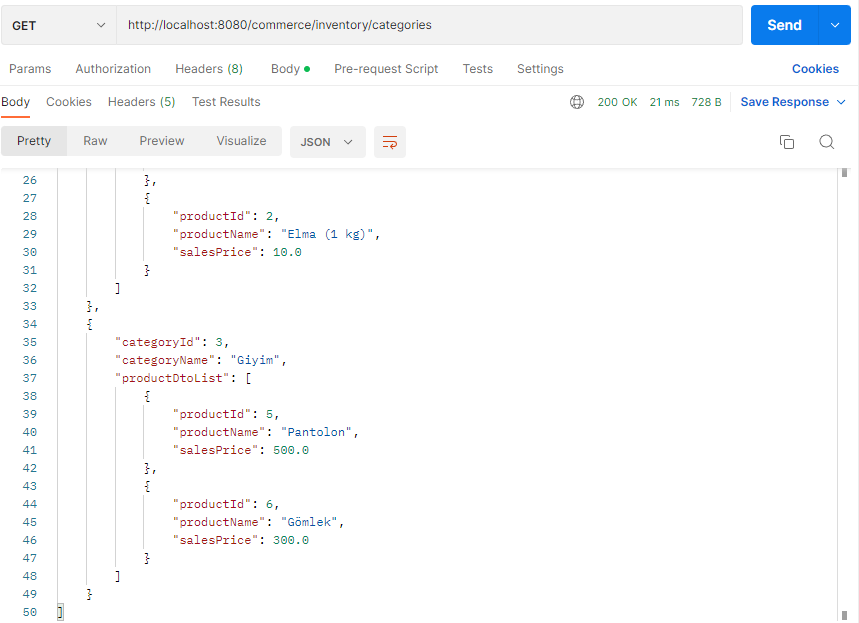 GET http://localhost:8080/commerce/inventory/categories Send
Params Authorization Headers (8) Body Pre-request Script Tests Settings Cookies
Body Cookies Headers (5) Test Results 200 OK 21 ms 728 B Save Response
Pretty Raw Preview Visualize JSON
26 },
27 {
28 "productId": 2,
29 "productName": "Elma (1 kg)",
30 "salesPrice": 10.0
31 }
32 ]
33 },
34 {
35 "categoryId": 3,
36 "categoryName": "Giyim",
37 "productDtoList": [
38 {
39 "productId": 5,
40 "productName": "Pantolon",
41 "salesPrice": 500.0
42 },
43 {
44 "productId": 6,
45 "productName": "Gömlek",
46 "salesPrice": 300.0
47 }
48 ]
49 }
50 ]